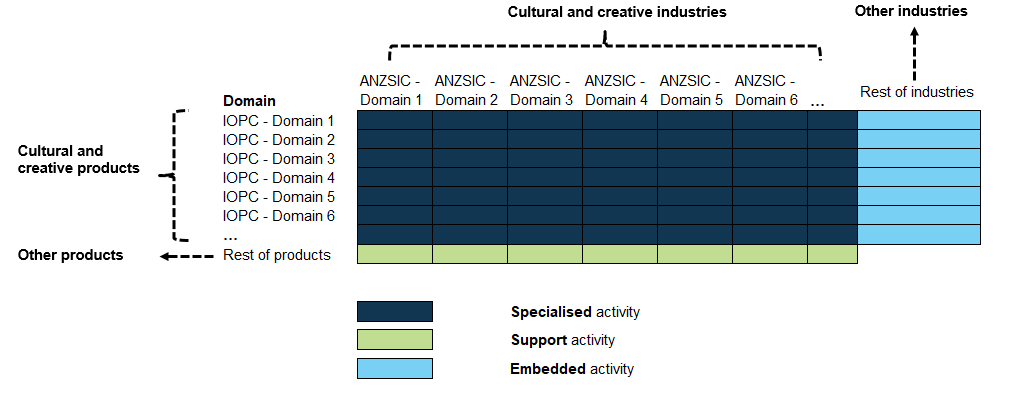 Cultural and creative industries
Other industries
ANZSIC - Domain 1
ANZSIC - Domain 2
ANZSIC - Domain 3
ANZSIC - Domain 4
ANZSIC - Domain 5
ANZSIC - Domain 6
...
Rest of industries
Domain
Cultural and creative products
IOPC - Domain 1
IOPC - Domain 2
IOPC - Domain 3
IOPC - Domain 4
IOPC - Domain 5
IOPC - Domain 6
...
Other products
Rest of products
Specialised activity
Support activity
Embedded activity